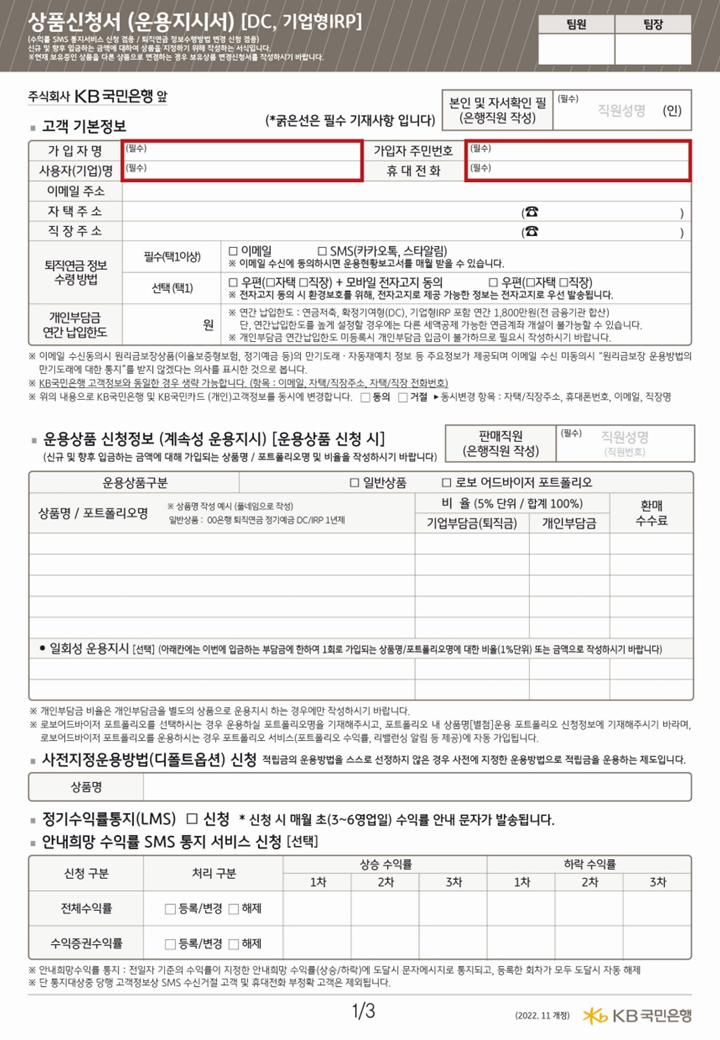 상품신청서 (운용지시서) [DC, 기업형IRP]
(수익률 SMS 통지서비스 신청 겸용 / 퇴직연금 정보수령방법 변경 신청 겸용)
신규 및 향후 입금하는 금액에 대하여 상품을 지정하기 위해 작성하는 서식입니다.
※현재 보유중인 상품을 다른 상품으로 변경하는 경우 보유상품 변경신청서를 작성하시기 바랍니다.
팀원 팀장
주식회사 KB국민은행 앞
(*굵은선은 필수 기재사항 입니다)
본인 및 자서확인 필
(은행직원 작성)
(필수) 직원성명 (인)
■ 고객 기본정보
가 입 자 명 (필수) 가입자 주민번호 (필수)
사용자(기업)명 (필수) 휴 대 전 화 (필수)
이메일 주소
자 택 주 소 (☎ )
직 장 주 소 (☎ )
퇴직연금 정보
수령 방법
필수(택1이상) □ 이메일 □ SMS(카카오톡, 스타알림)
※ 이메일 수신에 동의하시면 운용현황보고서를 매월 받을 수 있습니다.
선택 (택1) □ 우편(□자택 □직장) + 모바일 전자고지 동의 □ 우편(□자택 □직장)
※ 전자고지 동의 시 환경보호를 위해, 전자고지로 제공 가능한 정보는 전자고지로 우선 발송됩니다.
개인부담금
연간 납입한도
원
※ 연간 납입한도 : 연금저축, 확정기여형(DC), 기업형IRP 포함 연간 1,800만원(전 금융기관 합산)
단, 연간납입한도를 높게 설정할 경우에는 다른 세액공제 가능한 연금계좌 개설이 불가능할 수 있습니다.
※ 개인부담금 연간납입한도 미등록시 개인부담금 입금이 불가하므로 필요시 작성하시기 바랍니다.
※ 이메일 수신동의시 원리금보장상품(이율보증형보험, 정기예금 등)의 만기도래 · 자동재예치 정보 등 주요정보가 제공되며 이메일 수신 미동의시 “원리금보장 운용방법의
만기도래에 대한 통지”를 받지 않겠다는 의사를 표시한 것으로 봅니다.
※ KB국민은행 고객정보와 동일한 경우 생략 가능합니다. (항목 : 이메일, 자택/직장주소, 자택/직장 전화번호)
※ 위의 내용으로 KB국민은행 및 KB국민카드 (개인)고객정보를 동시에 변경합니다. □ 동의 □ 거절 ▶동시변경 항목 : 자택/직장주소, 휴대폰번호, 이메일, 직장명
■ 운용상품 신청정보 (계속성 운용지시) [운용상품 신청 시]
(신규 및 향후 입금하는 금액에 대해 가입되는 상품명 / 포트폴리오명 및 비율을 작성하시기 바랍니다)
판매직원
(은행직원 작성)
(필수) 직원성명
(직원번호)
운용상품구분 □ 일반상품 □ 로보 어드바이저 포트폴리오
상품명 / 포트폴리오명
※ 상품명 작성 예시 (풀네임으로 작성)
일반상품 : 00은행 퇴직연금 정기예금 DC/IRP 1년제
비 율 (5% 단위 / 합계 100%)
기업부담금(퇴직금) 개인부담금
환매
수수료
● 일회성 운용지시 [선택] (아래칸에는 이번에 입금하는 부담금에 한하여 1회로 가입되는 상품명/포트폴리오명에 대한 비율(1%단위) 또는 금액으로 작성하시기 바랍니다)
※ 개인부담금 비율은 개인부담금을 별도의 상품으로 운용지시 하는 경우에만 작성하시기 바랍니다.
※ 로보어드바이저 포트폴리오를 선택하시는 경우 운용하실 포트폴리오명을 기재해주시고, 포트폴리오 내 상품명[별첨]운용 포트폴리오 신청정보에 기재해주시기 바라며,
로보어드바이저 포트폴리오를 운용하시는 경우 포트폴리오 서비스(포트폴리오 수익률, 리밸런싱 알림 등 제공)에 자동 가입됩니다.
■ 사전지정운용방법(디폴트옵션) 신청 적립금의 운용방법을 스스로 선정하지 않은 경우 사전에 지정한 운용방법으로 적립금을 운용하는 제도입니다.
상품명
■ 정기수익률통지(LMS) □ 신청 * 신청 시 매월 초(3~6영업일) 수익률 안내 문자가 발송됩니다.
■ 안내희망 수익률 SMS 통지 서비스 신청 [선택]
신청 구분 처리 구분 상승 수익률 하락 수익률
1차 2차 3차 1차 2차 3차
전체수익률 □ 등록/변경 □ 해제
수익증권수익률 □ 등록/변경 □ 해제
※ 안내희망수익률 통지 : 전일자 기준의 수익률이 지정한 안내희망 수익률(상승/하락)에 도달시 문자메시지로 통지되고, 등록한 회차가 모두 도달시 자동 해제
※ 단 통지대상중 당행 고객정보상 SMS 수신거절 고객 및 휴대전화 부정확 고객은 제외됩니다.
1/3
(2022. 11 개정)
KB국민은행